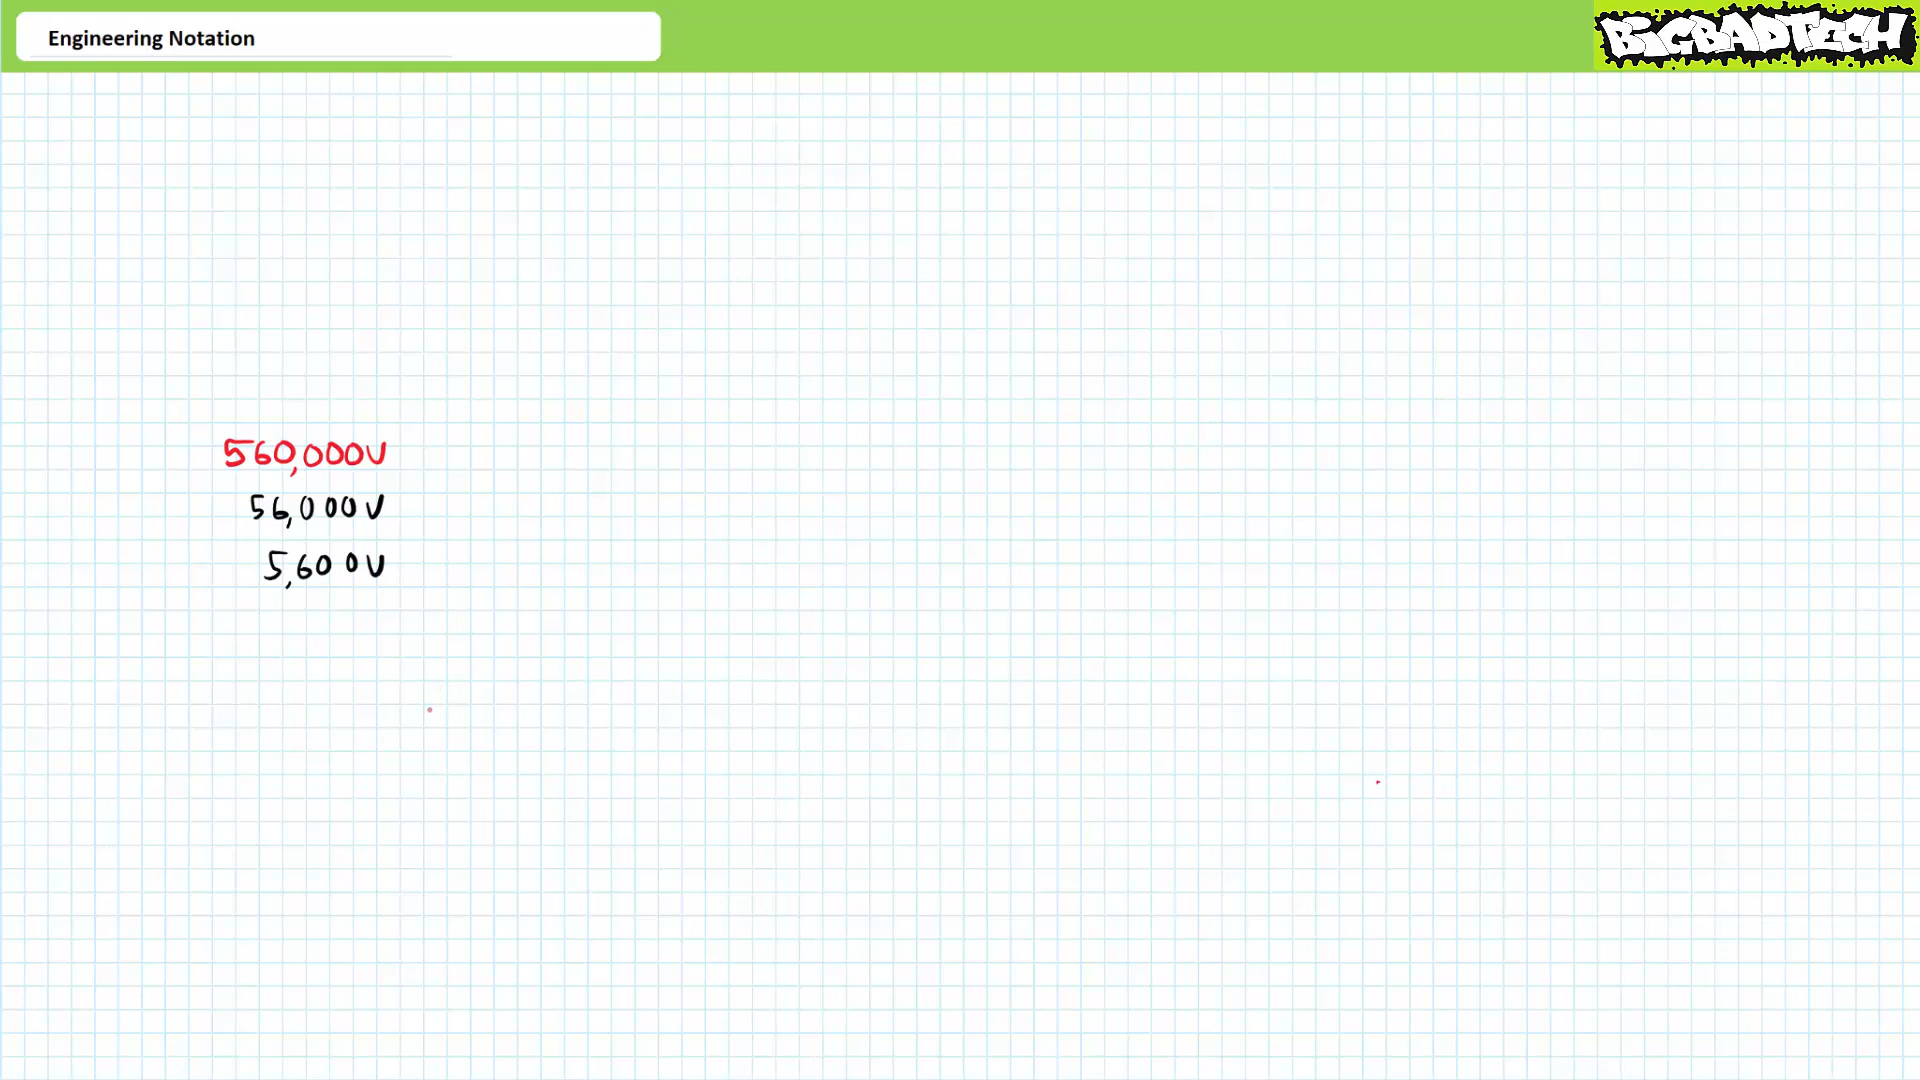 Engineering Notation
BIGBADTECH
560,000V
56,000V
5,600V